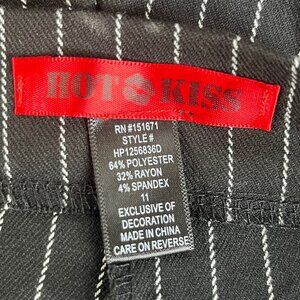 HOT KISS
RN #151671
STYLE #
HP1256836D
64% POLYESTER
32% RAYON
4% SPANDEX
11
EXCLUSIVE OF
DECORATION
MADE IN CHINA
CARE ON REVERSE